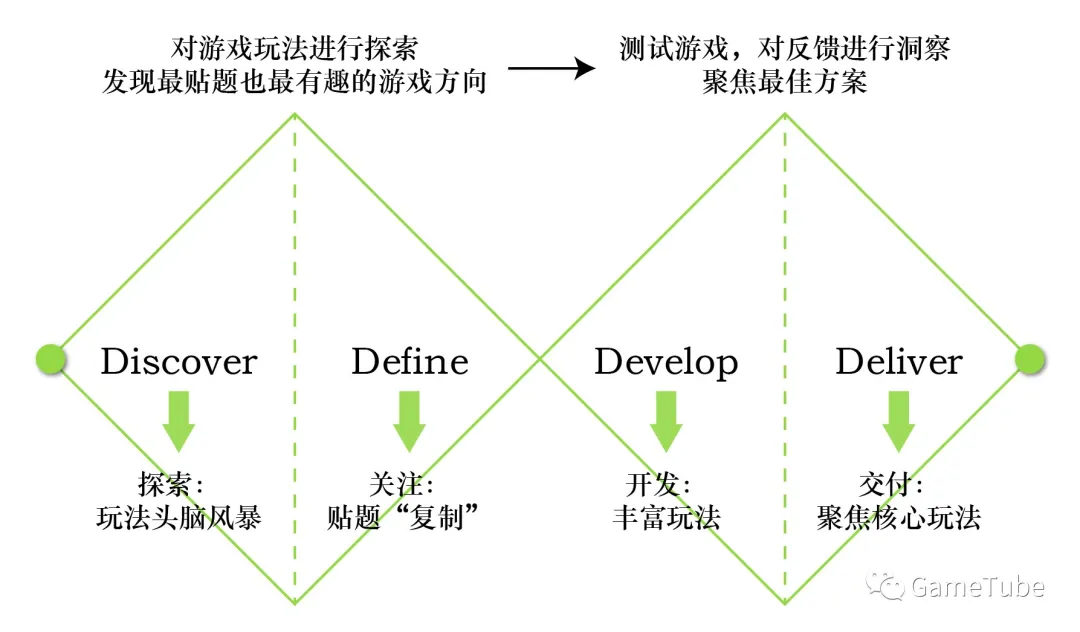 对游戏玩法进行探索
发现最贴题也最有趣的游戏方向
测试游戏，对反馈进行洞察
聚焦最佳方案
Discover
Define
Develop
Deliver
探索：
玩法头脑风暴
关注：
贴题“复制”
开发：
丰富玩法
交付：
聚焦核心玩法
GameTube